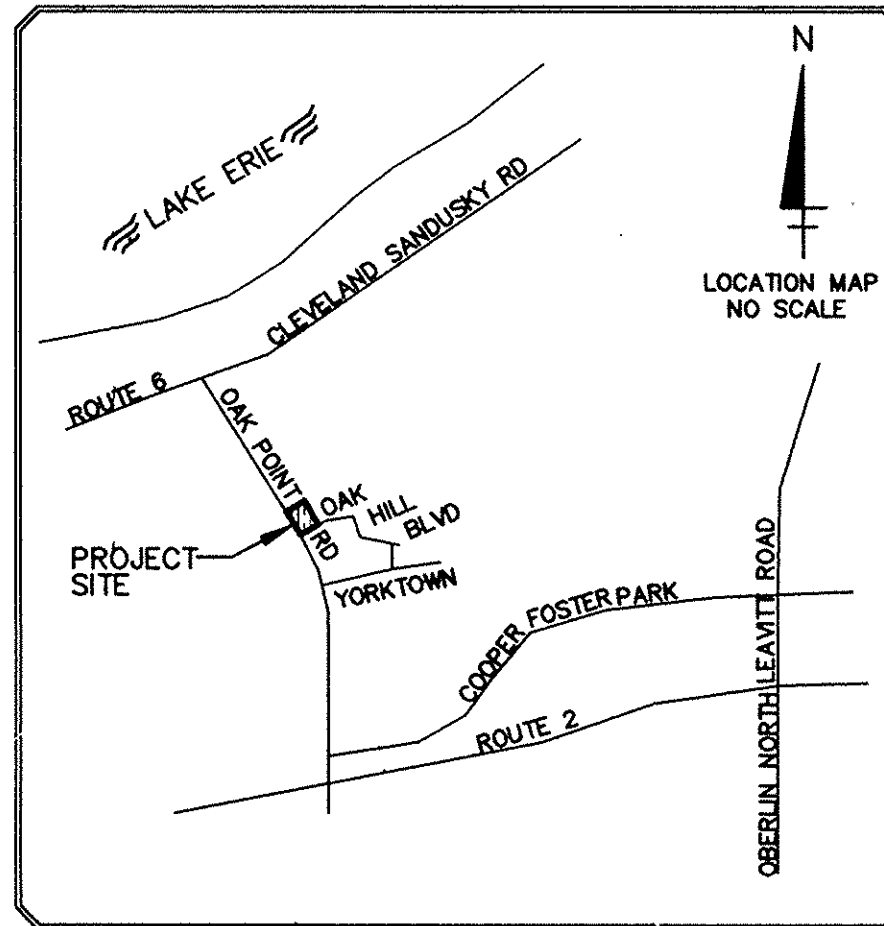 N
LAKE ERIE
CLEVELAND SANDUSKY RD
LOCATION MAP
NO SCALE
ROUTE 6
OAK POINT
RD
OAK
HILL
BLVD
PROJECT
SITE
YORKTOWN
COOPER FOSTER PARK
ROUTE 2
OBERLIN NORTH LEAVITT ROAD